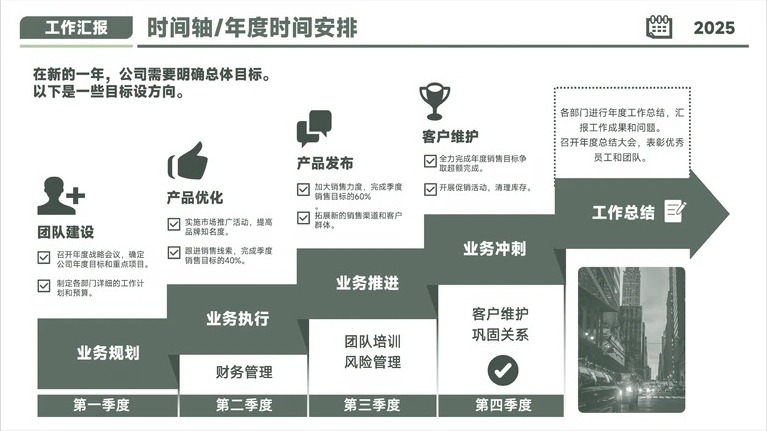 工作汇报
时间轴/年度时间安排
2025
在新的一年，公司需要明确总体目标。
以下是一些目标设方向。
团队建设
召开年度战略会议，确定
公司年度目标和重点项目。
制定各部门详细的工作计
划和预算。
业务规划
第一季度
产品优化
实施市场推广活动，提高
品牌知名度。
跟进销售线索，完成季度
销售目标的40%。
业务执行
财务管理
第二季度
产品发布
加大销售力度，完成季度
销售目标的60%
。
拓展新的销售渠道和客户
群体。
业务推进
团队培训
风险管理
第三季度
客户维护
全力完成年度销售目标争
取超额完成。
开展促销活动，清理库存。
业务冲刺
客户维护
巩固关系
第四季度
各部门进行年度工作总结，汇
报工作成果和问题。
召开年度总结大会，表彰优秀
员工和团队。
工作总结